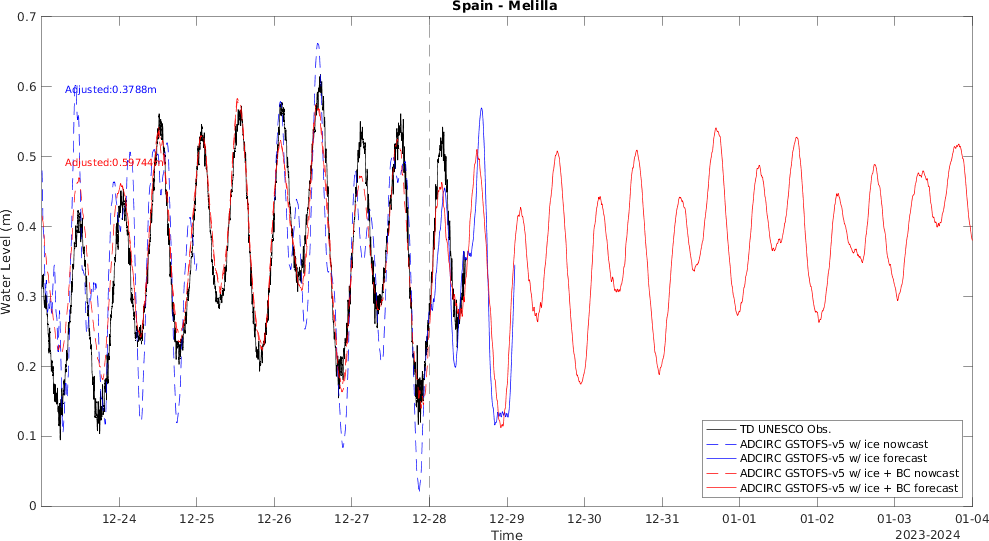 Spain - Melilla
0.7
0.6
0.5
0.4
0.3
0.2
0.1
0
Water Level (m)
Adjusted:0.3788m
Adjusted:0.59744m
TD UNESCO Obs.
ADCIRC GSTOFS-v5 w/ ice nowcast
ADCIRC GSTOFS-v5 w/ ice forecast
ADCIRC GSTOFS-v5 w/ ice + BC nowcast
ADCIRC GSTOFS-v5 w/ ice + BC forecast
12-24 12-25 12-26 12-27 12-28 12-29 12-30 12-31 01-01 01-02 01-03 01-04
Time
2023-2024